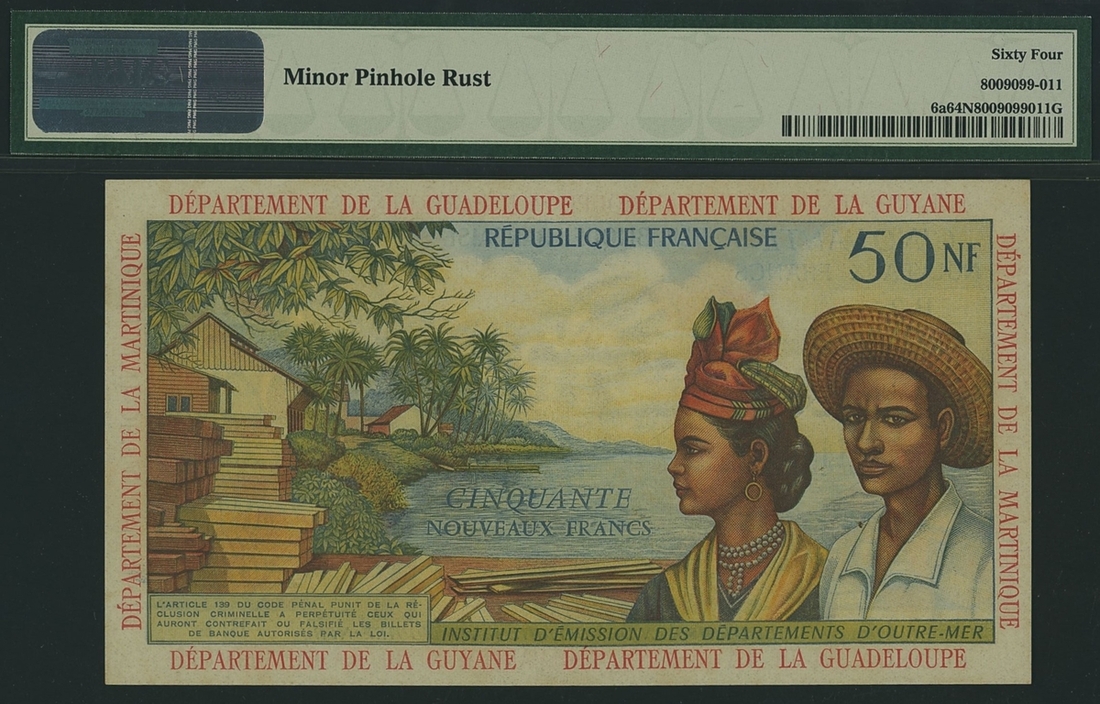 Minor Pinhole Rust
Sixty Four
8009099-011
6a64N8009099011G
DÉPARTEMENT DE LA GUADELOUPE DÉPARTEMENT DE LA GUYANE
DÉPARTEMENT DE LA MARTINIQUE
RÉPUBLIQUE FRANÇAISE
50 NF
DÉPARTEMENT DE LA MARTINIQUE
CINQUANTE
NOUVEAUX FRANCS
L'ARTICLE 139 DU CODE PÉNAL PUNIT DE LA RÉ-
CLUSION CRIMINELLE A PERPÉTUITÉ CEUX QUI
AURONT CONTREFAIT OU FALSIFIÉ LES BILLETS
DE BANQUE AUTORISÉS PAR LA LOI.
INSTITUT D'ÉMISSION DES DÉPARTEMENTS D'OUTRE-MER
DÉPARTEMENT DE LA GUYANE DÉPARTEMENT DE LA GUADELOUPE